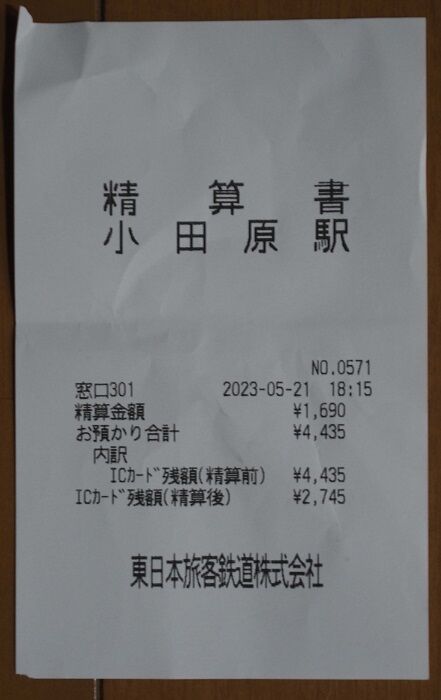 精算書
小田原駅
NO.0571
窓口301 2023-05-21 18:15
精算金額 ¥1,690
お預かり合計 ¥4,435
内訳
ICｶｰﾄﾞ残額(精算前) ¥4,435
ICｶｰﾄﾞ残額(精算後) ¥2,745
東日本旅客鉄道株式会社